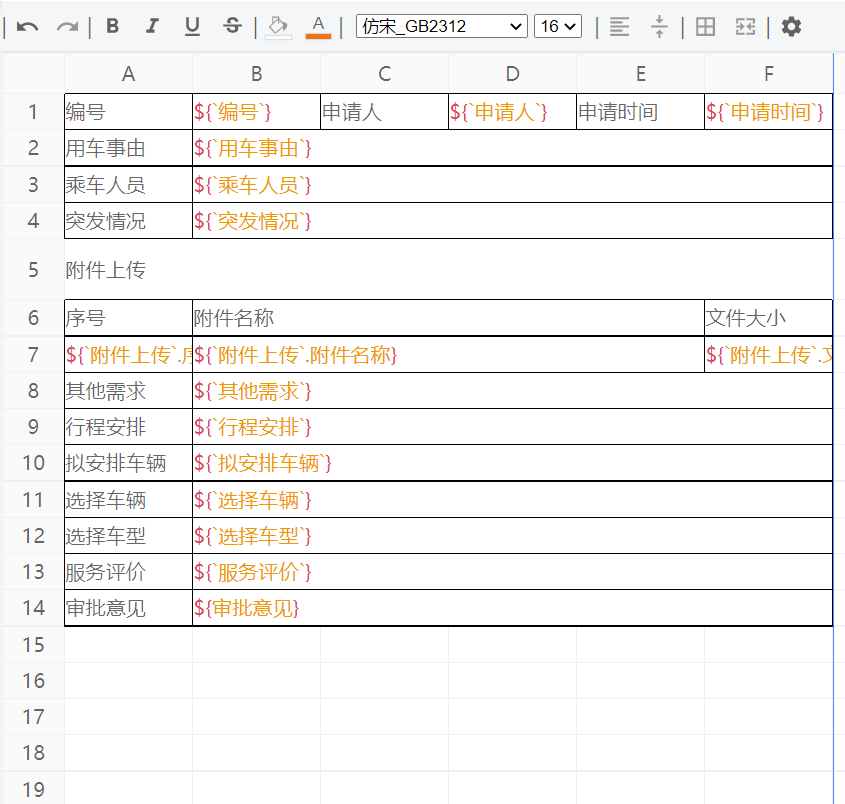 B I U S A 仿宋_GB2312 16
A B C D E F
1 编号 ${`编号`} 申请人 ${`申请人`} 申请时间 ${`申请时间`}
2 用车事由 ${`用车事由`}
3 乘车人员 ${`乘车人员`}
4 突发情况 ${`突发情况`}
5 附件上传
6 序号 附件名称 文件大小
7 ${`附件上传`. ${`附件上传`.附件名称} ${`附件上传`.
8 其他需求 ${`其他需求`}
9 行程安排 ${`行程安排`}
10 拟安排车辆 ${`拟安排车辆`}
11 选择车辆 ${`选择车辆`}
12 选择车型 ${`选择车型`}
13 服务评价 ${`服务评价`}
14 审批意见 ${审批意见}
15
16
17
18
19